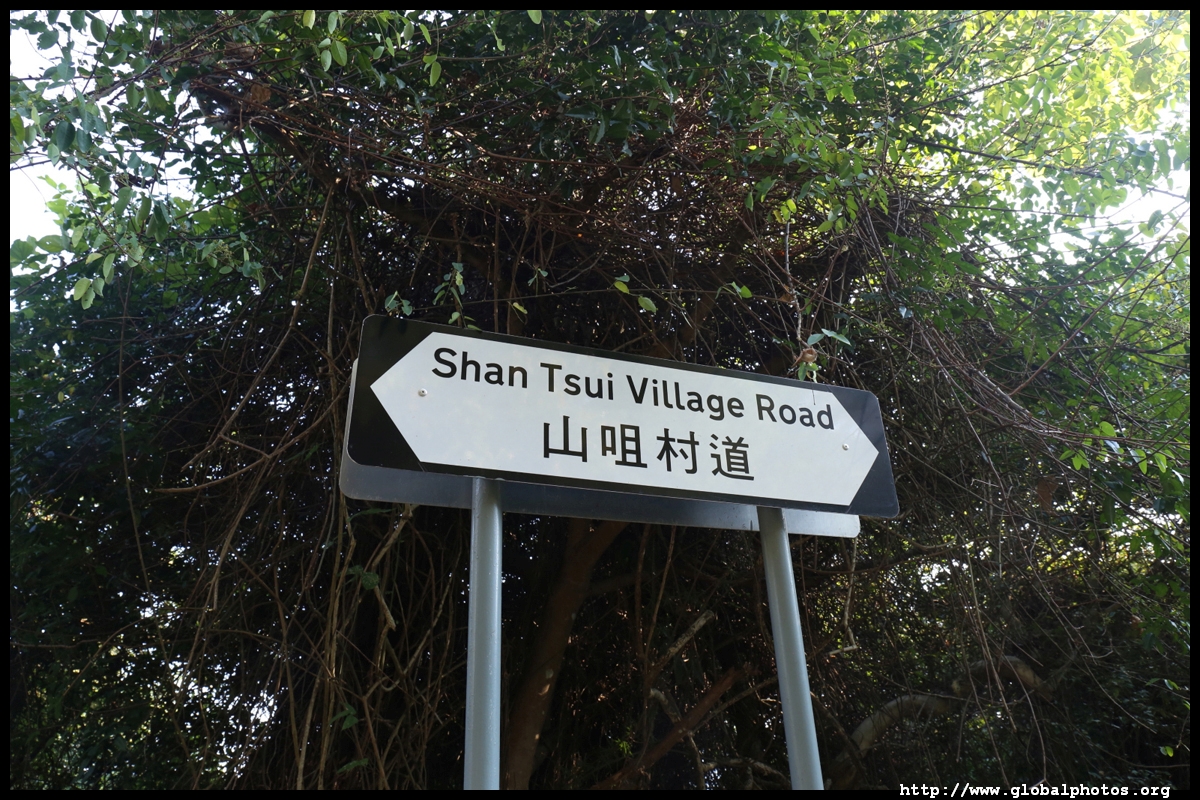 Shan Tsui Village Road
山咀村道
http://www.globalphotos.org